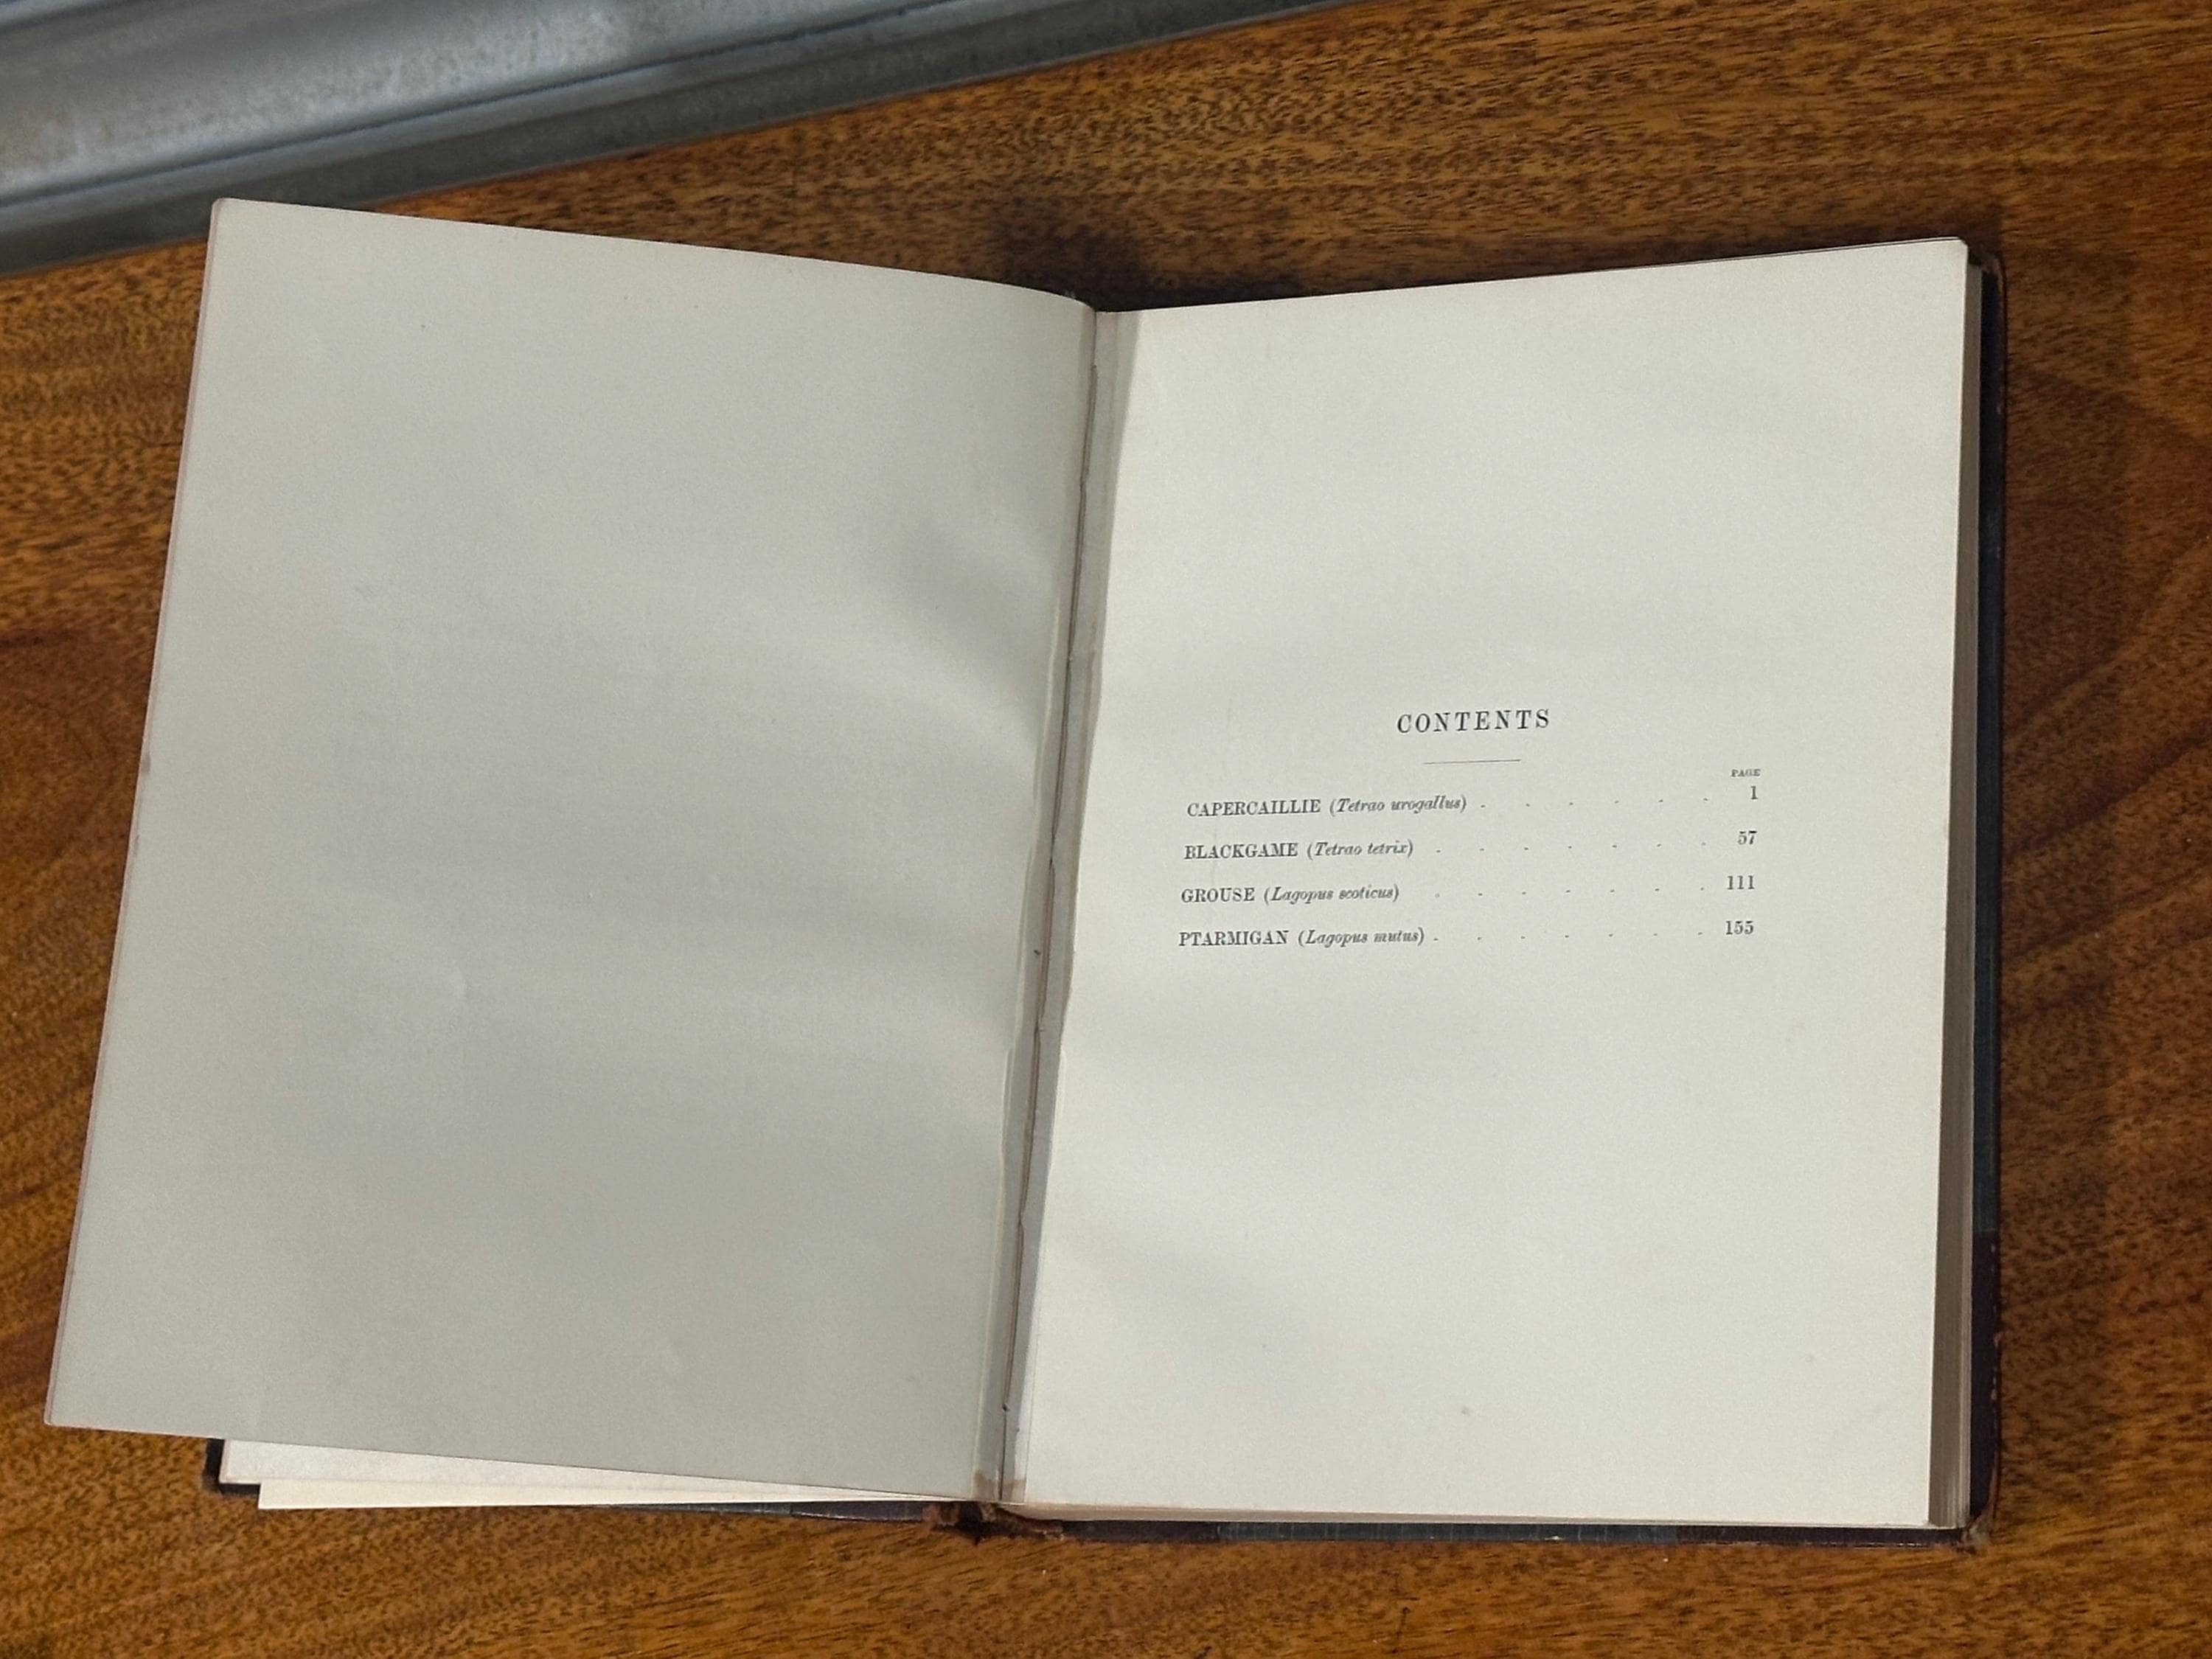 CONTENTS
PAGE
CAPERCAILLIE (Tetrao urogallus) . . . . . . 1
BLACKGAME (Tetrao tetrix) . . . . . . . 57
GROUSE (Lagopus scoticus) . . . . . . . 111
PTARMIGAN (Lagopus mutus) . . . . . . . 155